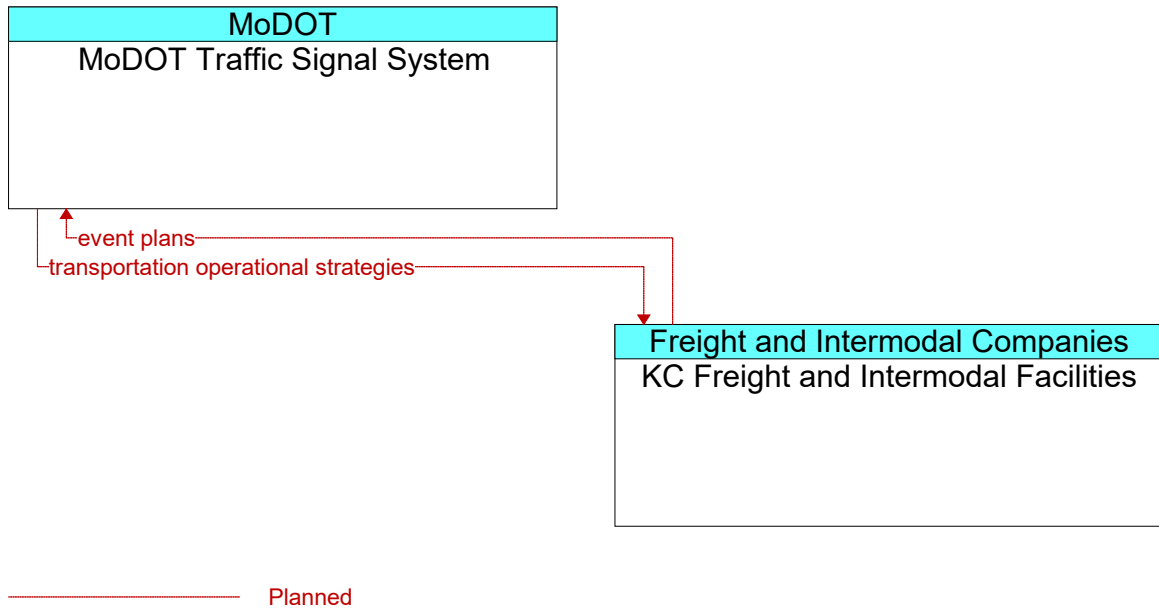 MoDOT
MoDOT Traffic Signal System
event plans
transportation operational strategies
Freight and Intermodal Companies
KC Freight and Intermodal Facilities
Planned